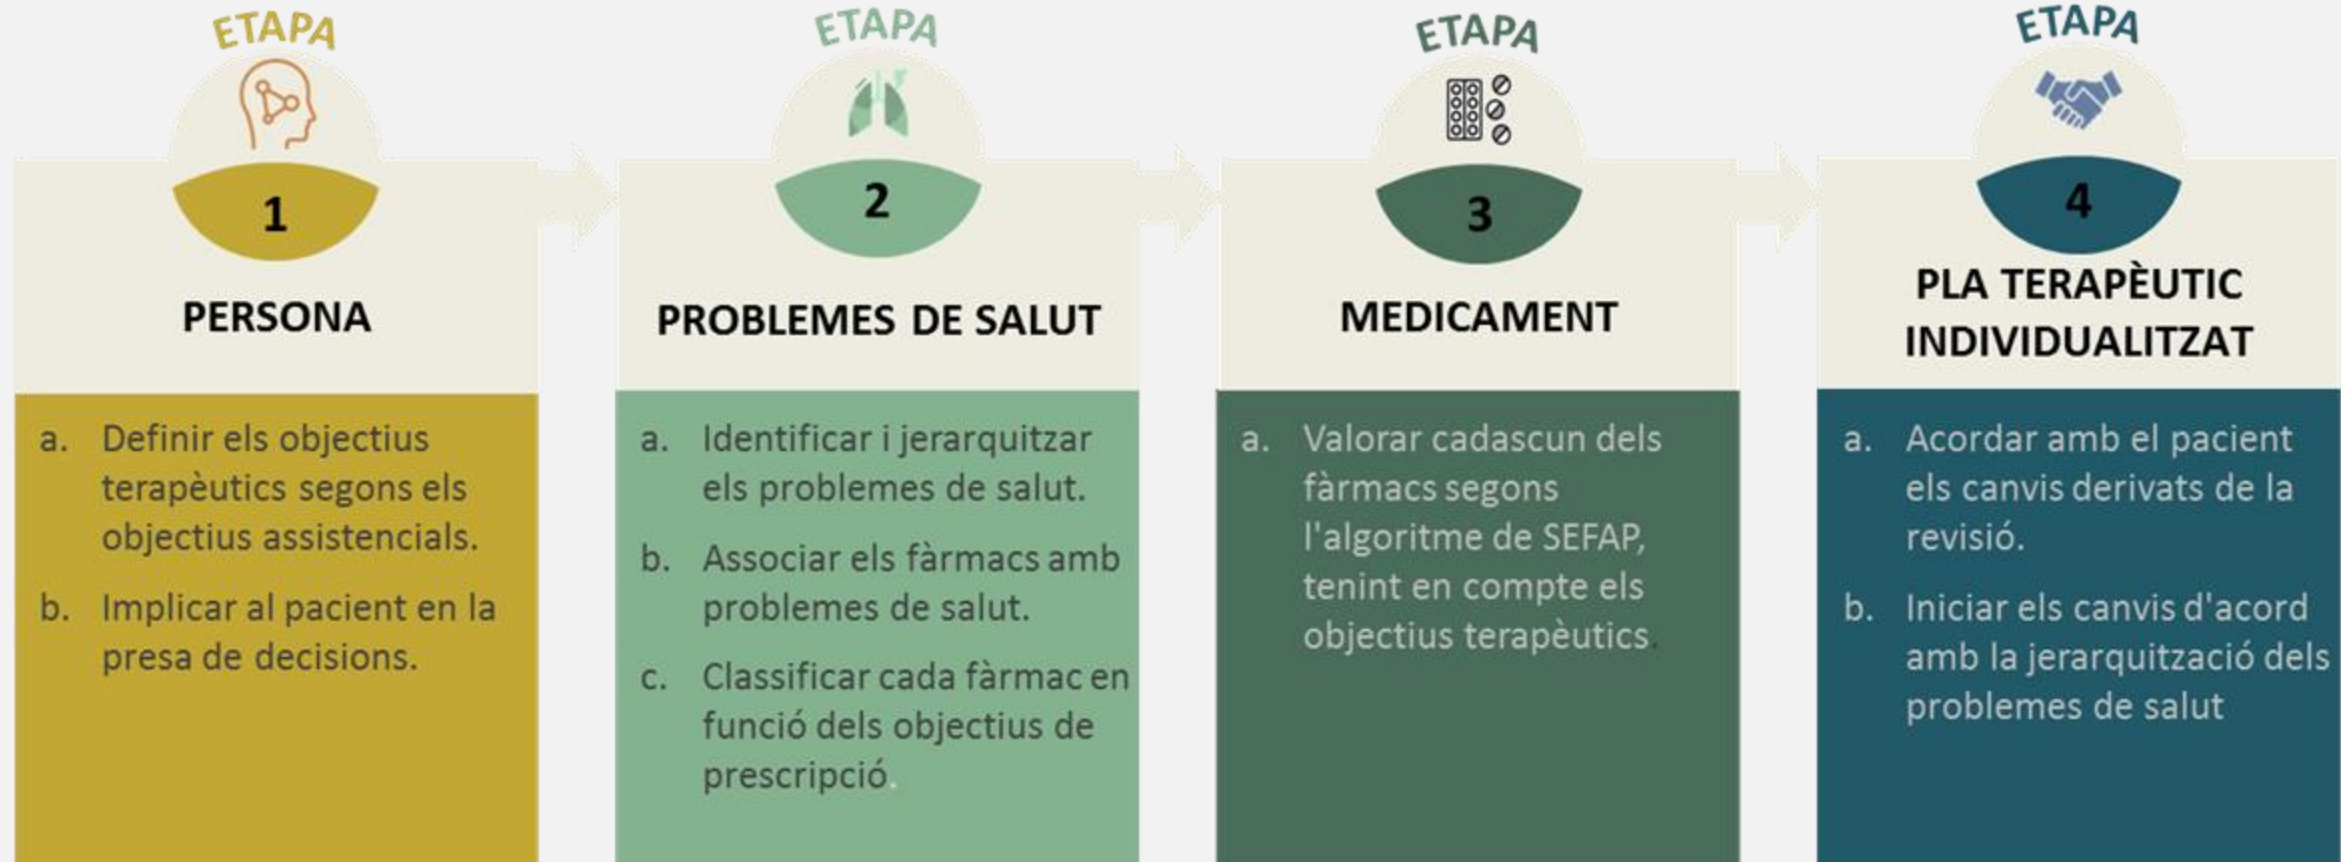 ETAPA
1
PERSONA
a. Definir els objectius
terapèutics segons els
objectius assistencials.
b. Implicar al pacient en la
presa de decisions.
ETAPA
2
PROBLEMES DE SALUT
a. Identificar i jerarquitzar
els problemes de salut.
b. Associar els fàrmacs amb
problemes de salut.
c. Classificar cada fàrmac en
funció dels objectius de
prescripció.
ETAPA
3
MEDICAMENT
a. Valorar cadascun dels
fàrmacs segons
l'algoritme de SEFAP,
tenint en compte els
objectius terapèutics.
ETAPA
4
PLA TERAPÈUTIC
INDIVIDUALITZAT
a. Acordar amb el pacient
els canvis derivats de la
revisió.
b. Iniciar els canvis d'acord
amb la jerarquització dels
problemes de salut